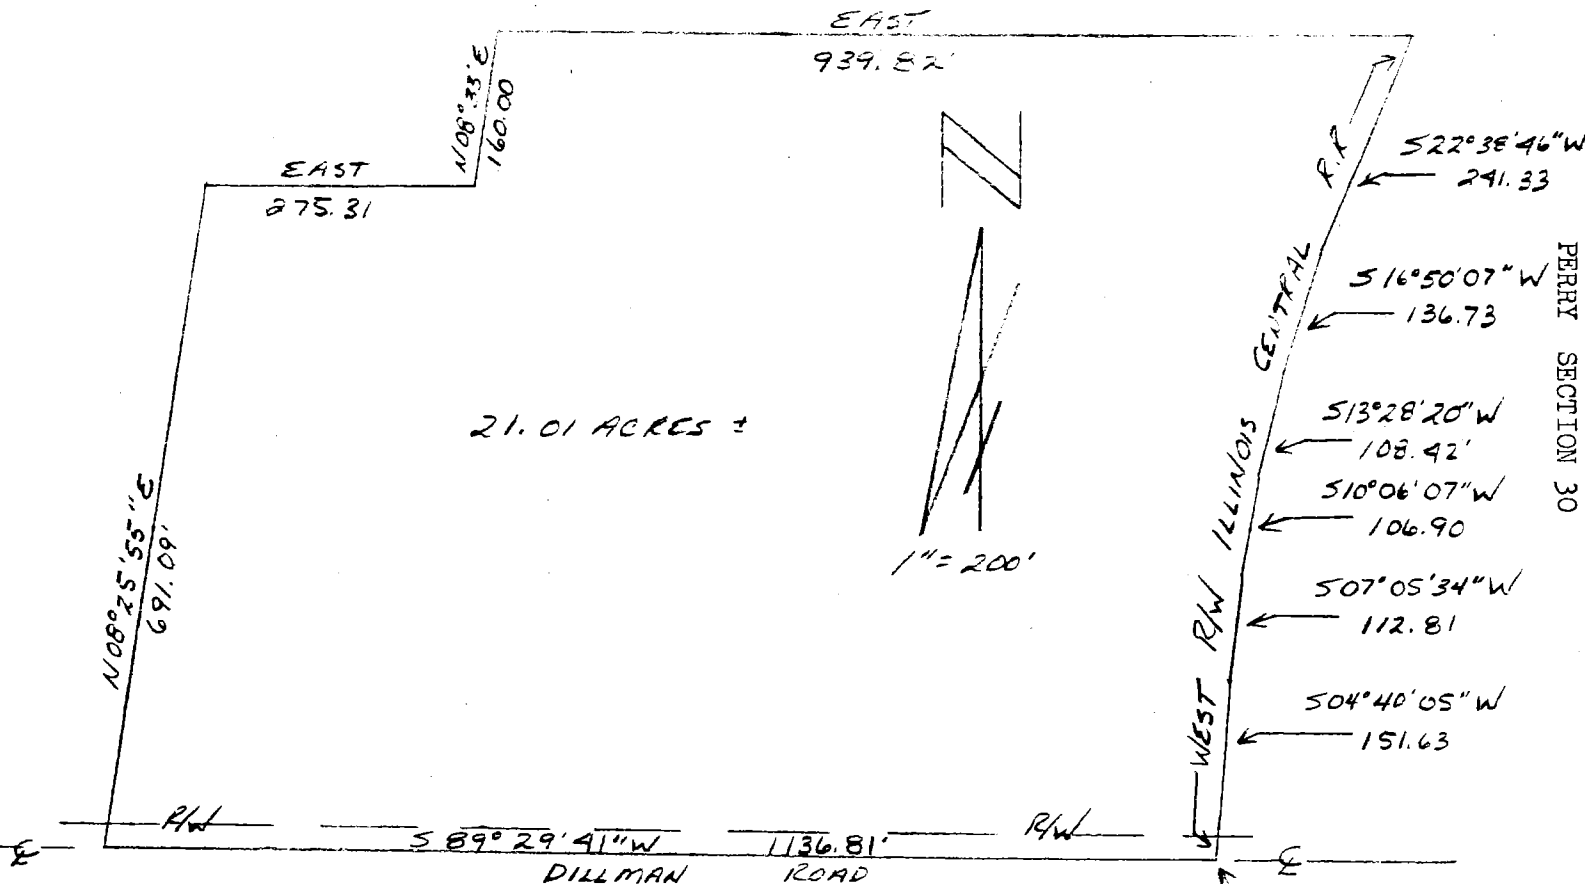 EAST
939.82'
N08°33'E
160.00
EAST
275.31
N
R.R
S22°38'46"W
241.33
S16°50'07"W
136.73
PERRY SECTION 30
CENTRAL
S13°28'20"W
108.42'
21.01 ACRES ±
S10°06'07"W
106.90
ILLINOIS
1"=200'
N08°25'55"E
691.09'
S07°05'34"W
112.81
WEST R/W
S04°40'05"W
151.63
R/W
R/W
S 89°29'41"W 1136.81'
DILLMAN ROAD